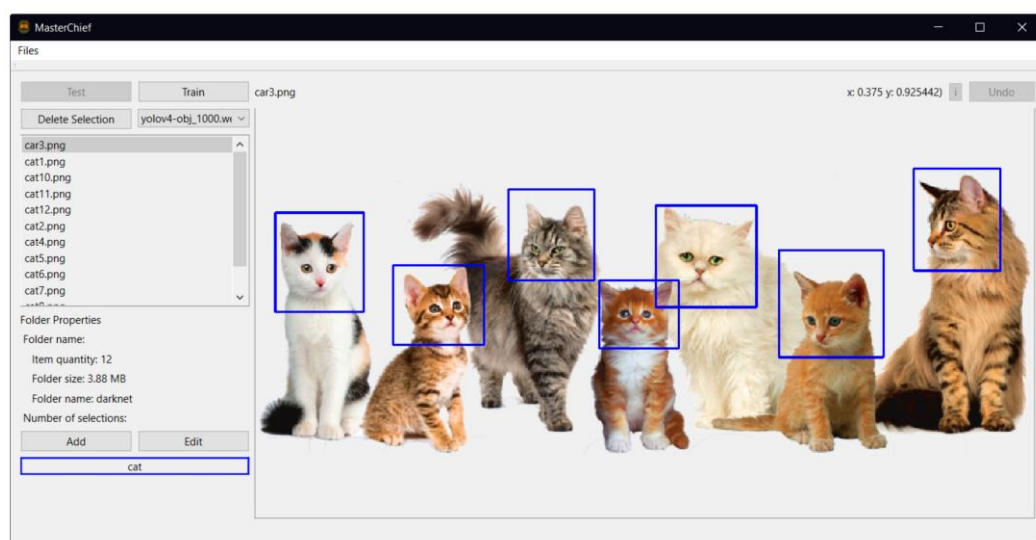 MasterChief
Files
Test Train car3.png x: 0.375 y: 0.925442) i Undo
Delete Selection yolov4-obj_1000.we
car3.png
cat1.png
cat10.png
cat11.png
cat12.png
cat2.png
cat4.png
cat5.png
cat6.png
cat7.png
Folder Properties
Folder name:
Item quantity: 12
Folder size: 3.88 MB
Folder name: darknet
Number of selections:
Add Edit
cat